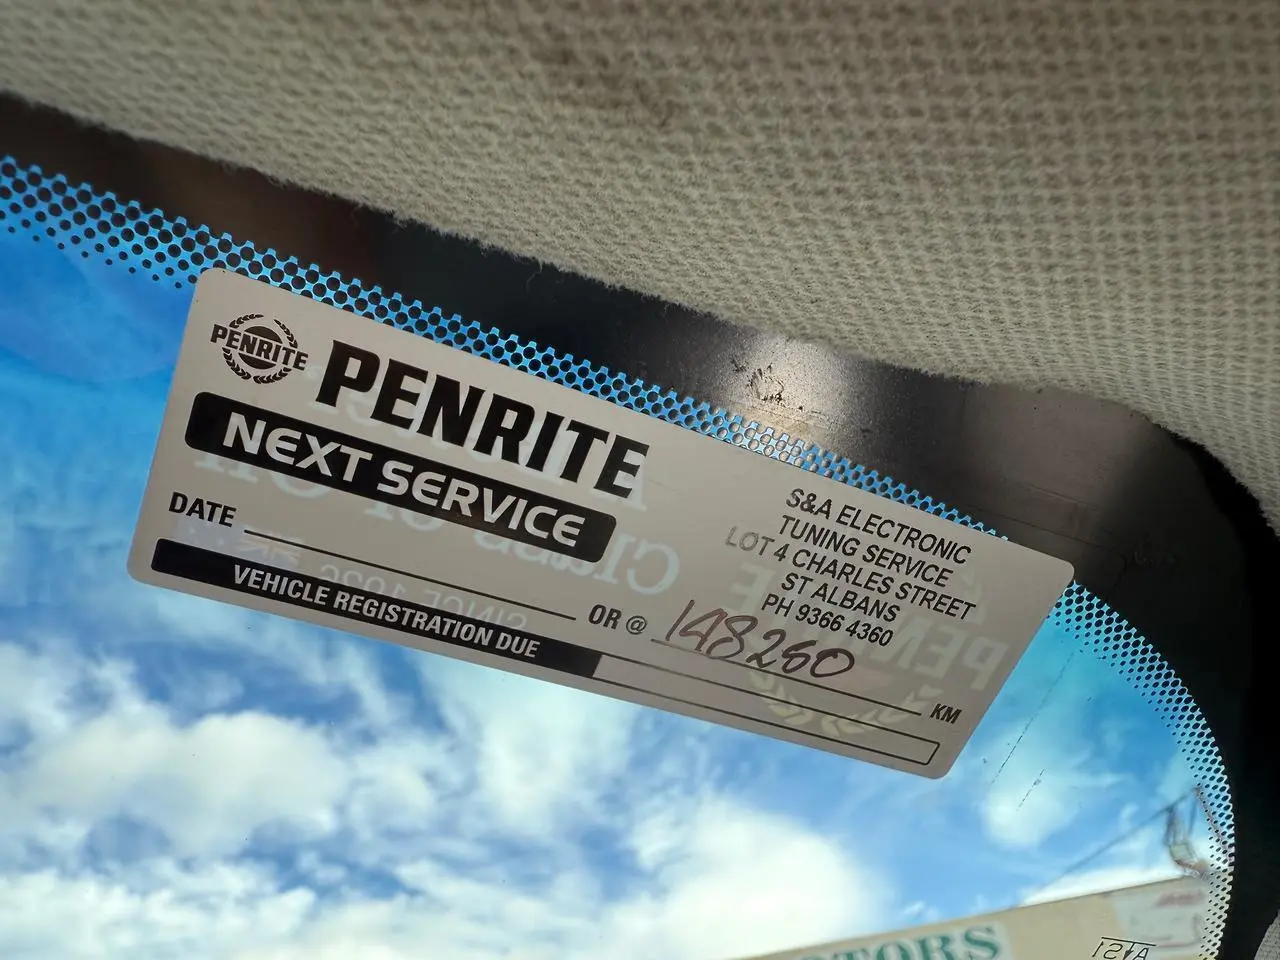 PENRITE
PENRITE
NEXT SERVICE
DATE
OR @ 148260 KM
VEHICLE REGISTRATION DUE
S&A ELECTRONIC
TUNING SERVICE
LOT 4 CHARLES STREET
ST ALBANS
PH 9366 4360